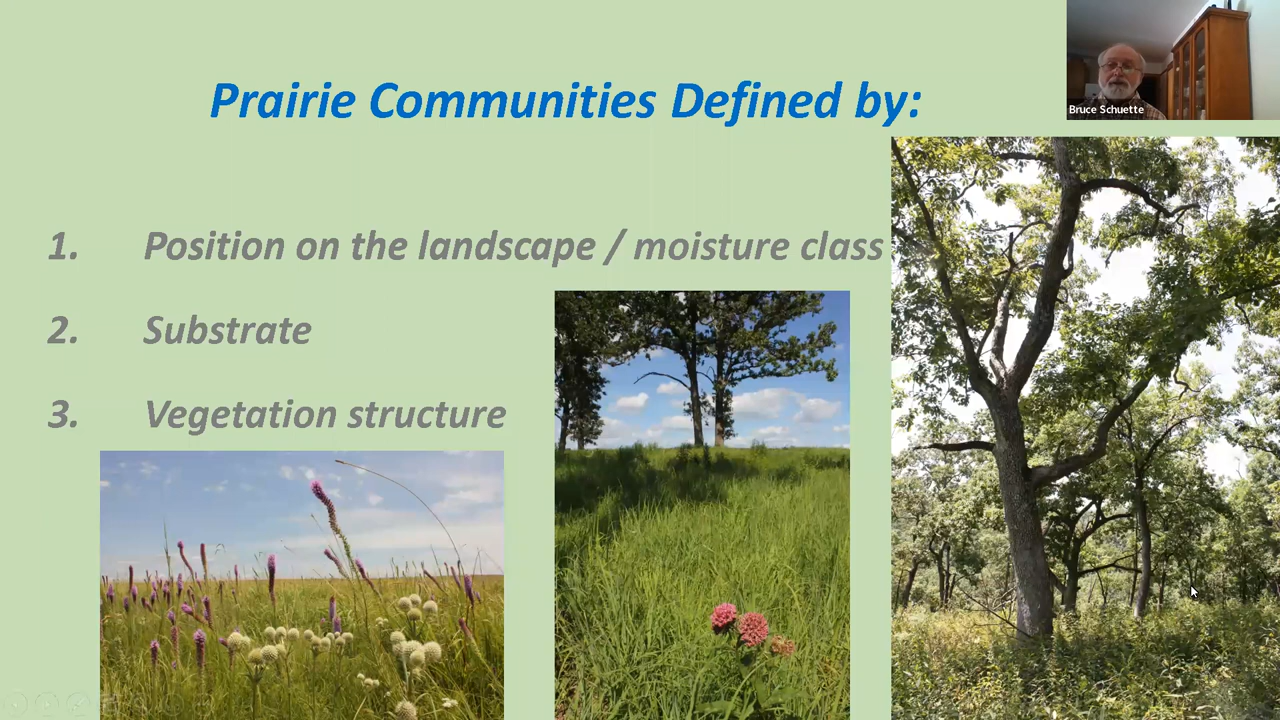 Prairie Communities Defined by:
Bruce Schuette
1. Position on the landscape / moisture class
2. Substrate
3. Vegetation structure